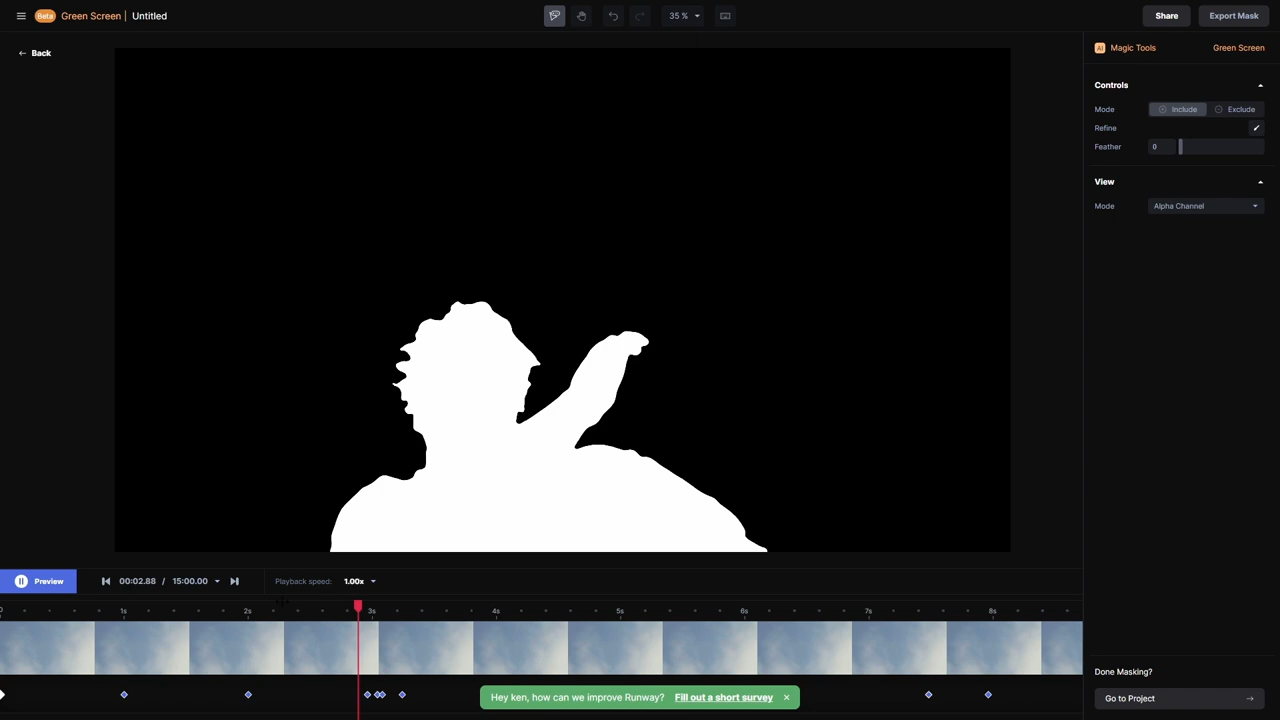 Beta Green Screen | Untitled
35 %
Share
Export Mask
Back
AI Magic Tools
Green Screen
Controls
Mode
Include
Exclude
Refine
Feather
0
View
Mode
Alpha Channel
Preview
00:02.88 / 15:00.00
Playback speed: 1.00x
0 1s 2s 3s 4s 5s 6s 7s 8s
Hey ken, how can we improve Runway? Fill out a short survey
Done Masking?
Go to Project